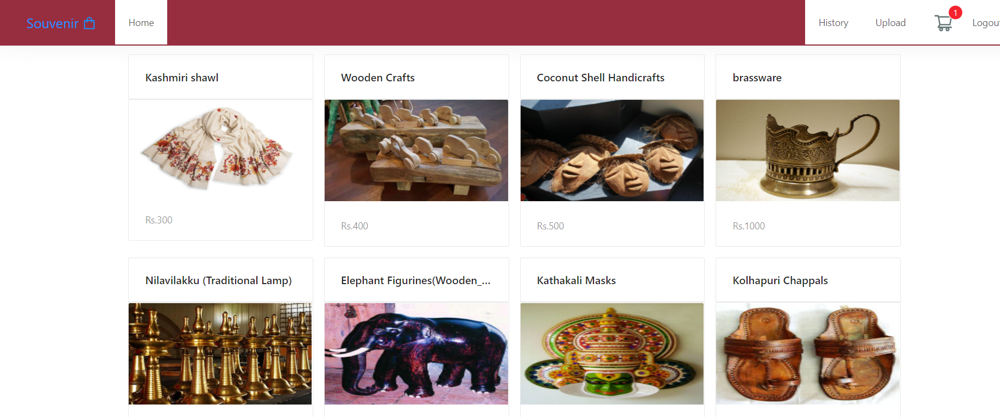 Souvenir
Home
History
Upload
1
Logout
Kashmiri shawl
Wooden Crafts
Coconut Shell Handicrafts
brassware
Rs.300
Rs.400
Rs.500
Rs.1000
Nilavilakku (Traditional Lamp)
Elephant Figurines(Wooden_...
Kathakali Masks
Kolhapuri Chappals